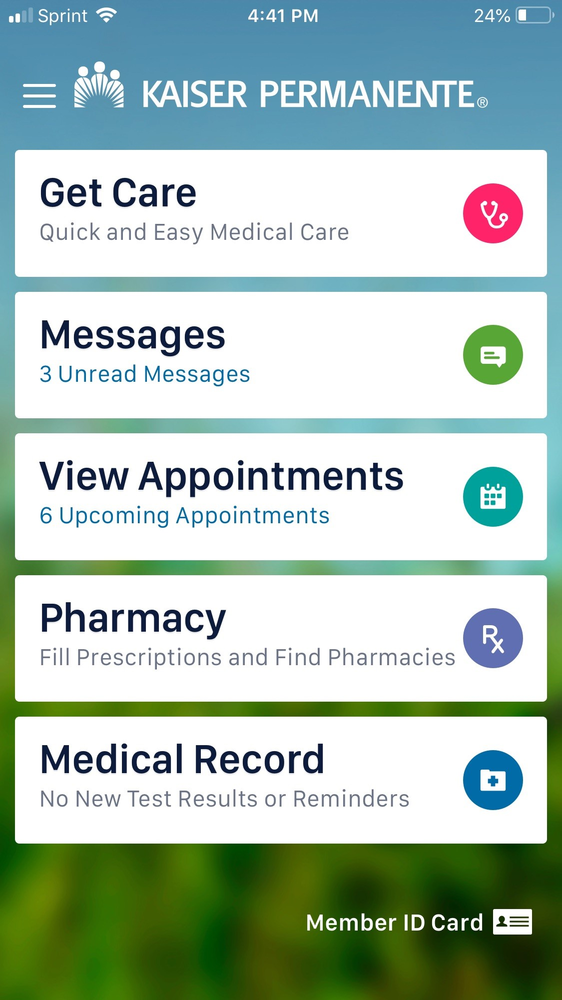 Sprint 4:41 PM 24%
KAISER PERMANENTE®
Get Care
Quick and Easy Medical Care
Messages
3 Unread Messages
View Appointments
6 Upcoming Appointments
Pharmacy
Fill Prescriptions and Find Pharmacies
Rx
Medical Record
No New Test Results or Reminders
Member ID Card